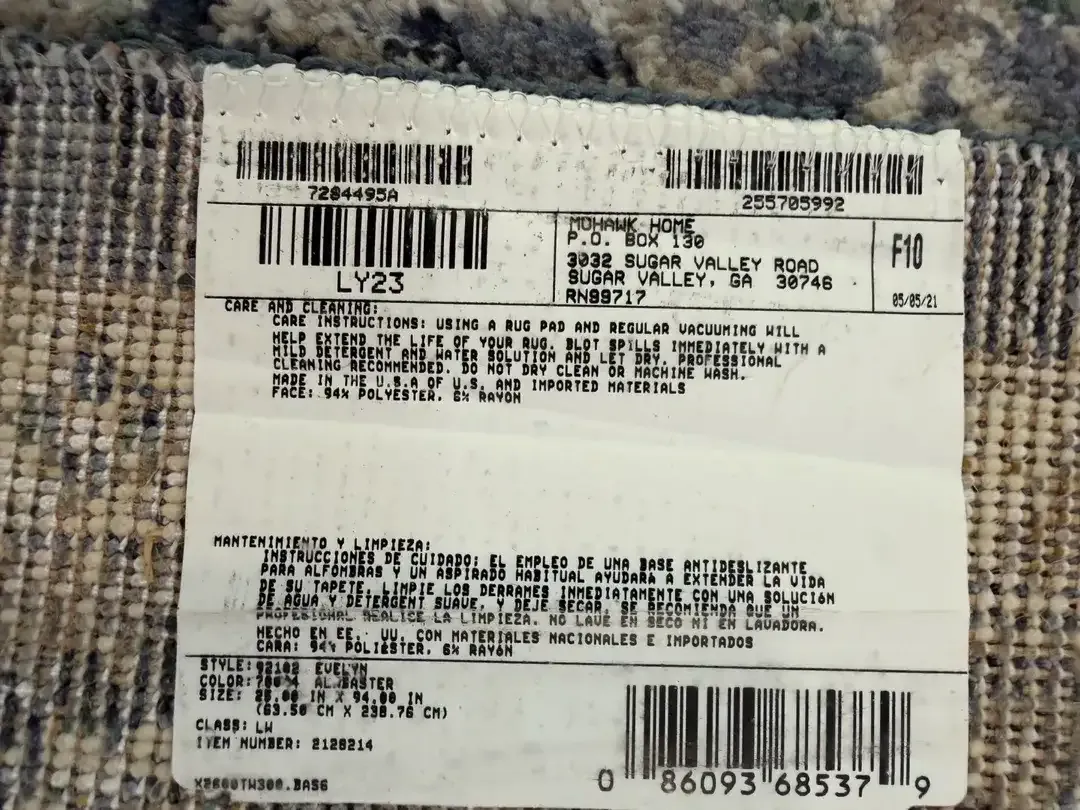 7284495A
255705992
LY23
MOHAWK HOME
P.O. BOX 130
3032 SUGAR VALLEY ROAD
SUGAR VALLEY, GA 30746
RN99717
F10
05/05/21
CARE AND CLEANING:
CARE INSTRUCTIONS: USING A RUG PAD AND REGULAR VACUUMING WILL
HELP EXTEND THE LIFE OF YOUR RUG. BLOT SPILLS IMMEDIATELY WITH A
MILD DETERGENT AND WATER SOLUTION AND LET DRY. PROFESSIONAL
CLEANING RECOMMENDED. DO NOT DRY CLEAN OR MACHINE WASH.
MADE IN THE U.S.A OF U.S. AND IMPORTED MATERIALS
FACE: 94% POLYESTER, 6% RAYON
MANTENIMIENTO Y LIMPIEZA:
INSTRUCCIONES DE CUIDADO: EL EMPLEO DE UNA BASE ANTIDESLIZANTE
PARA ALFOMBRAS Y UN ASPIRADO HABITUAL AYUDARA A EXTENDER LA VIDA
DE SU TAPETE. LIMPIE LOS DERRAMES INMEDIATAMENTE CON UNA SOLUCIÓN
DE AGUA Y DETERGENT SUAVE, Y DEJE SECAR. SE RECOMIENDA QUE UN
PROFESIONAL REALICE LA LIMPIEZA. NO LAVE EN SECO NI EN LAVADORA.
HECHO EN EE. UU. CON MATERIALES NACIONALES E IMPORTADOS
CARA: 94% POLIÉSTER, 6% RAYÓN
STYLE: EVELYN
COLOR: ALABASTER
SIZE: 25.00 IN X 94.00 IN
(63.50 CM X 238.76 CM)
CLASS: LW
ITEM NUMBER: 2128214
XP600TW300.BAS6
0 86093 68537 9